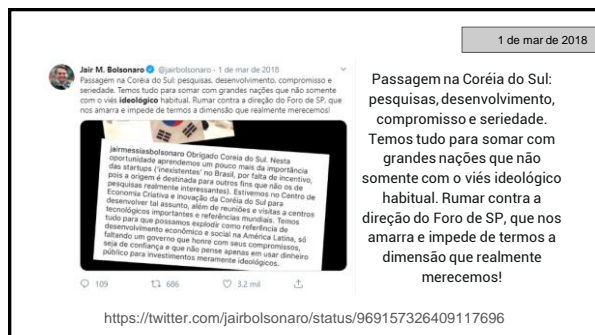 1 de mar de 2018
Jair M. Bolsonaro @jairbolsonaro · 1 de mar de 2018
Passagem na Coréia do Sul: pesquisas, desenvolvimento, compromisso e
seriedade. Temos tudo para somar com grandes nações que não somente
com o viés ideológico habitual. Rumar contra a direção do Foro de SP, que
nos amarra e impede de termos a dimensão que realmente merecemos!
jairmessiasbolsonaro Obrigado Coreia do Sul. Nesta
oportunidade aprendemos um pouco mais da importância
das startups ('inexistentes' no Brasil, por falta de incentivo,
pois a origem é destinada para outros fins que não os de
pesquisas realmente interessantes). Estivemos no Centro de
Economia Criativa e Inovação da Coréia do Sul para
desenvolver tal assunto, além de reuniões e visitas a centros
tecnológicos importantes e referências mundiais. Temos
tudo para que possamos explodir como referência de
desenvolvimento econômico e social na América Latina, só
faltando um governo que honre com seus compromissos,
seja de confiança e que não pense apenas em usar dinheiro
público para investimentos meramente ideológicos.
109 686 3.2 mil
Passagem na Coréia do Sul:
pesquisas, desenvolvimento,
compromisso e seriedade.
Temos tudo para somar com
grandes nações que não
somente com o viés ideológico
habitual. Rumar contra a
direção do Foro de SP, que nos
amarra e impede de termos a
dimensão que realmente
merecemos!
https://twitter.com/jairbolsonaro/status/969157326409117696